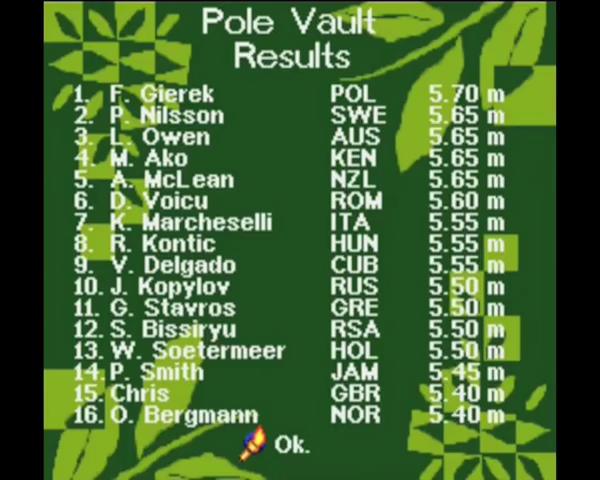 Pole Vault
Results
1. F. Gierek POL 5.70 m
2. P. Nilsson SWE 5.65 m
3. L. Owen AUS 5.65 m
4. M. Ako KEN 5.65 m
5. A. McLean NZL 5.65 m
6. D. Voicu ROM 5.60 m
7. K. Marcheselli ITA 5.55 m
8. R. Kontic HUN 5.55 m
9. V. Delgado CUB 5.55 m
10. J. Kopylov RUS 5.50 m
11. G. Stavros GRE 5.50 m
12. S. Bissiryu RSA 5.50 m
13. W. Soetermeer HOL 5.50 m
14. P. Smith JAM 5.45 m
15. Chris GBR 5.40 m
16. O. Bergmann NOR 5.40 m
Ok.